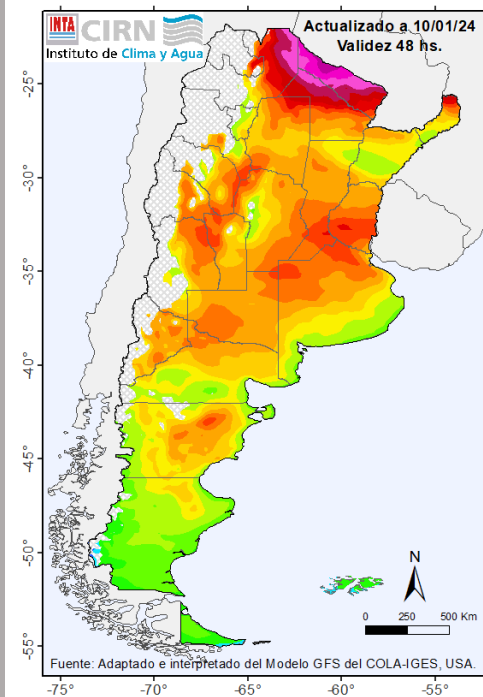 INTA CIRN
Instituto de Clima y Agua
Actualizado a 10/01/24
Validez 48 hs.
-25°
-30°
-35°
-40°
-45°
-50°
-55°
N
0 250 500 Km
Fuente: Adaptado e interpretado del Modelo GFS del COLA-IGES, USA.
-75° -70° -65° -60° -55°